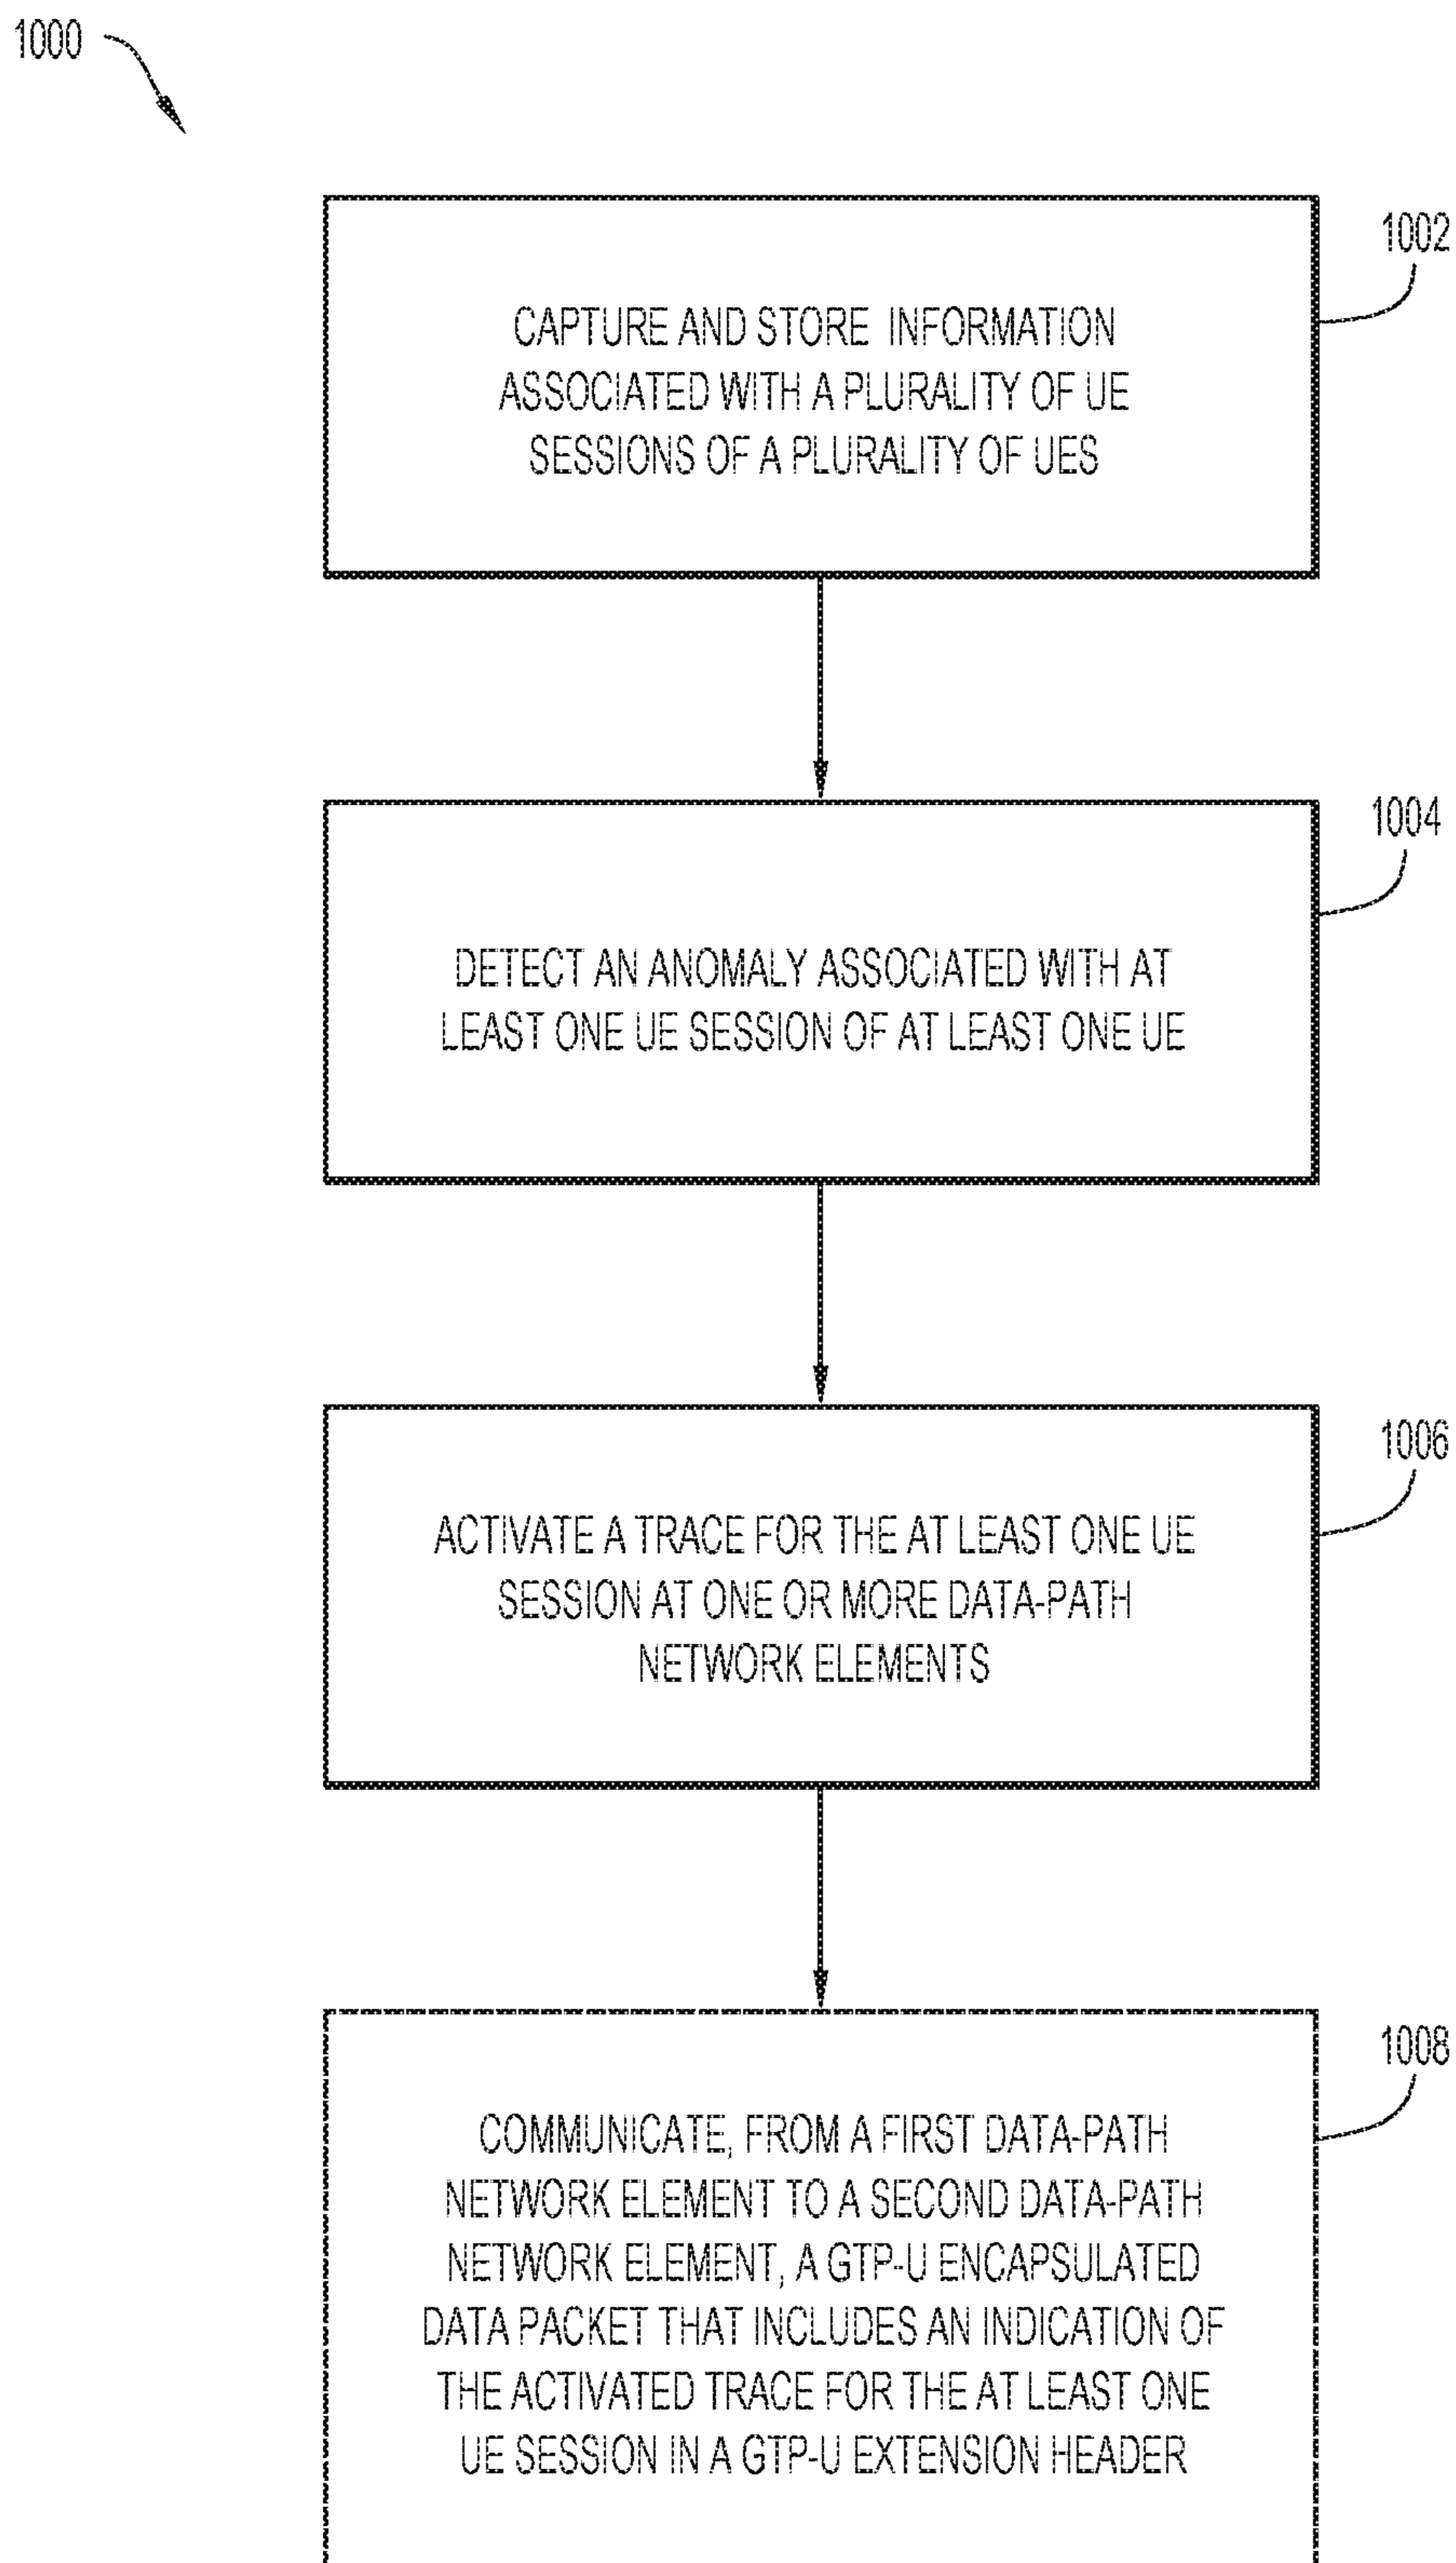 1000
1002
CAPTURE AND STORE INFORMATION
ASSOCIATED WITH A PLURALITY OF UE
SESSIONS OF A PLURALITY OF UES
1004
DETECT AN ANOMALY ASSOCIATED WITH AT
LEAST ONE UE SESSION OF AT LEAST ONE UE
1006
ACTIVATE A TRACE FOR THE AT LEAST ONE UE
SESSION AT ONE OR MORE DATA-PATH
NETWORK ELEMENTS
1008
COMMUNICATE, FROM A FIRST DATA-PATH
NETWORK ELEMENT TO A SECOND DATA-PATH
NETWORK ELEMENT, A GTP-U ENCAPSULATED
DATA PACKET THAT INCLUDES AN INDICATION OF
THE ACTIVATED TRACE FOR THE AT LEAST ONE
UE SESSION IN A GTP-U EXTENSION HEADER